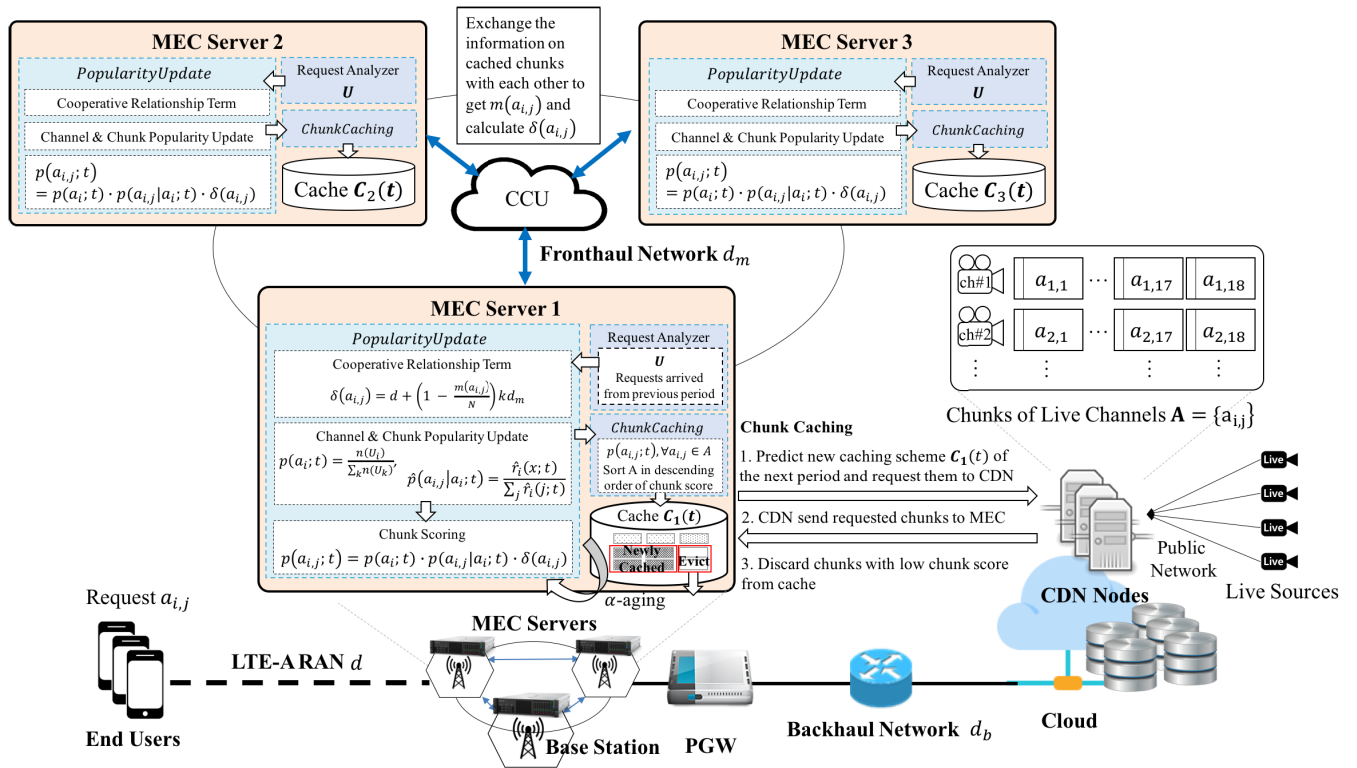 MEC Server 2
PopularityUpdate
Cooperative Relationship Term
Channel & Chunk Popularity Update
p(a_{i,j};t)
= p(a_i;t) · p(a_{i,j}|a_i;t) · δ(a_{i,j})
Request Analyzer
U
ChunkCaching
Cache C_2(t)
Exchange the
information on
cached chunks
with each other to
get m(a_{i,j}) and
calculate δ(a_{i,j})
MEC Server 3
PopularityUpdate
Cooperative Relationship Term
Channel & Chunk Popularity Update
p(a_{i,j};t)
= p(a_i;t) · p(a_{i,j}|a_i;t) · δ(a_{i,j})
Request Analyzer
U
ChunkCaching
Cache C_3(t)
CCU
Fronthaul Network d_m
MEC Server 1
PopularityUpdate
Cooperative Relationship Term
δ(a_{i,j}) = d + (1 − m(a_{i,j})/N) kd_m
Channel & Chunk Popularity Update
p(a_i;t) = n(U_i)/∑_k n(U_k),
p̂(a_{i,j}|a_i;t) = r̂_i(x;t)/∑_j r̂_i(j;t)
Chunk Scoring
p(a_{i,j};t) = p(a_i;t) · p(a_{i,j}|a_i;t) · δ(a_{i,j})
Request Analyzer
U
Requests arrived
from previous period
ChunkCaching
p(a_{i,j};t), ∀a_{i,j} ∈ A
Sort A in descending
order of chunk score
Cache C_1(t)
Newly
Cached
Evict
α-aging
Chunk Caching
1. Predict new caching scheme C_1(t) of
the next period and request them to CDN
2. CDN send requested chunks to MEC
3. Discard chunks with low chunk score
from cache
ch#1
a_{1,1}
···
a_{1,17}
a_{1,18}
ch#2
a_{2,1}
···
a_{2,17}
a_{2,18}
⋮ ⋮ ⋮ ⋮
Chunks of Live Channels A = {a_{i,j}}
Live
Live
Live
Live
Live Sources
Public
Network
CDN Nodes
Request a_{i,j}
End Users
LTE-A RAN d
MEC Servers
Base Station
PGW
Backhaul Network d_b
Cloud